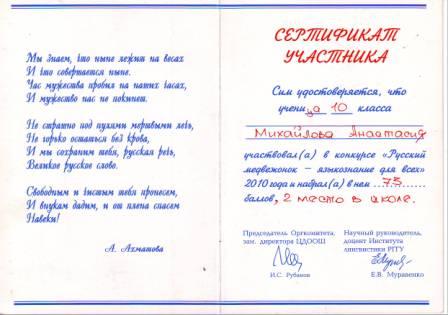 Мы знаем, что ныне лежит на весах
И что совершается ныне.
Час мужества пробил на наших часах,
И мужество нас не покинет.
Не страшно под пулями мертвыми лечь,
Не горько остаться без крова,
И мы сохраним тебя, русская речь,
Великое русское слово.
Свободным и чистым тебя пронесем,
И внукам дадим, и от плена спасем
Навеки!
А. Ахматова
СЕРТИФИКАТ
УЧАСТНИКА
Сим удостоверяется, что
учени ца 10 класса
Михайлова Анастасия
участвовал(а) в конкурсе «Русский
медвежонок - языкознание для всех»
2010 года и набрал(а) в нем 73
баллов, 2 место в школе.
Председатель Оргкомитета,
зам. директора ЦДООШ
И.С. Рубанов
Научный руководитель,
доцент Института
лингвистики РГГУ
Е.В. Муравенко